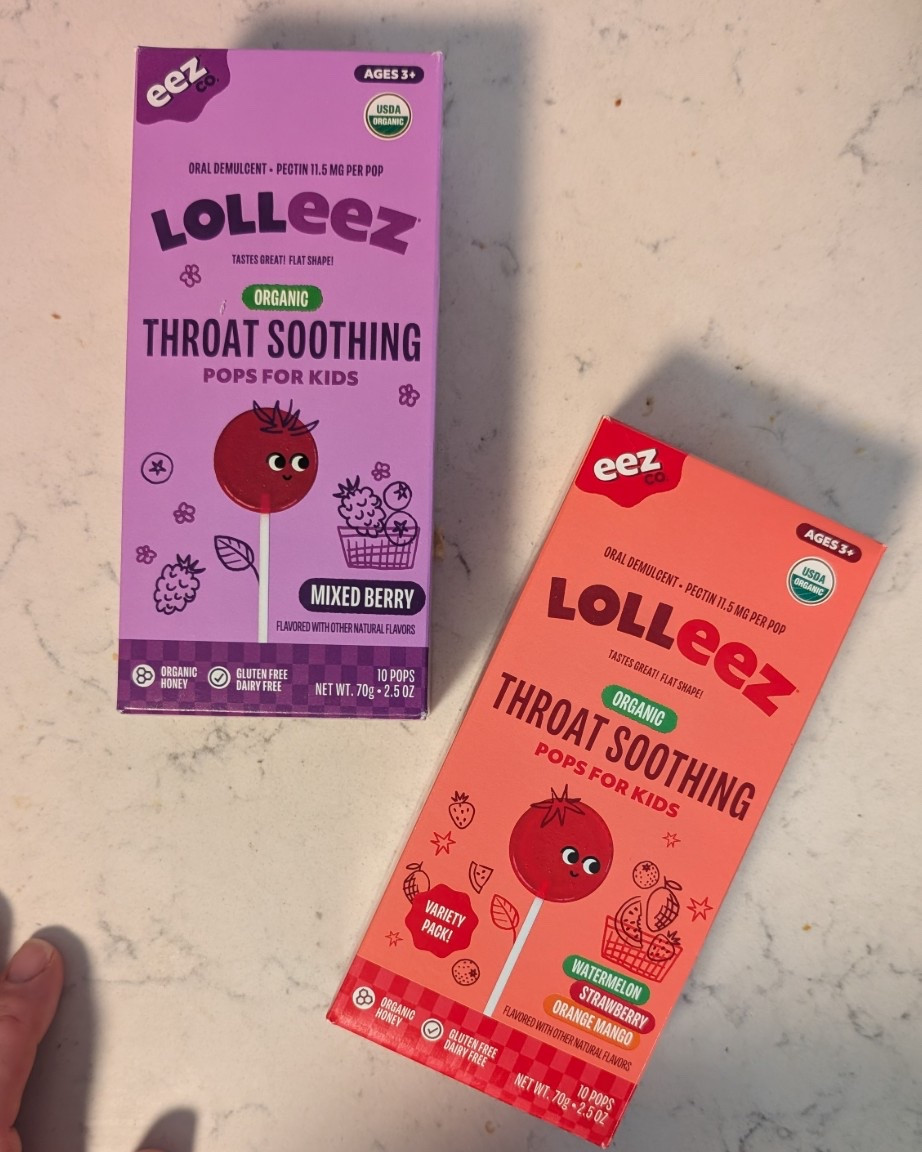 eez
CO.
AGES 3+
USDA
ORGANIC
ORAL DEMULCENT • PECTIN 11.5 MG PER POP
LOLLeez
TASTES GREAT! FLAT SHAPE!
ORGANIC
THROAT SOOTHING
POPS FOR KIDS
MIXED BERRY
FLAVORED WITH OTHER NATURAL FLAVORS
ORGANIC
HONEY
GLUTEN FREE
DAIRY FREE
10 POPS
NET WT. 70g • 2.5 OZ
eez
CO.
AGES 3+
USDA
ORGANIC
ORAL DEMULCENT • PECTIN 11.5 MG PER POP
LOLLeez
TASTES GREAT! FLAT SHAPE!
ORGANIC
THROAT SOOTHING
POPS FOR KIDS
VARIETY
PACK!
WATERMELON
STRAWBERRY
ORANGE MANGO
FLAVORED WITH OTHER NATURAL FLAVORS
ORGANIC
HONEY
GLUTEN FREE
DAIRY FREE
10 POPS
NET WT. 70g • 2.5 OZ